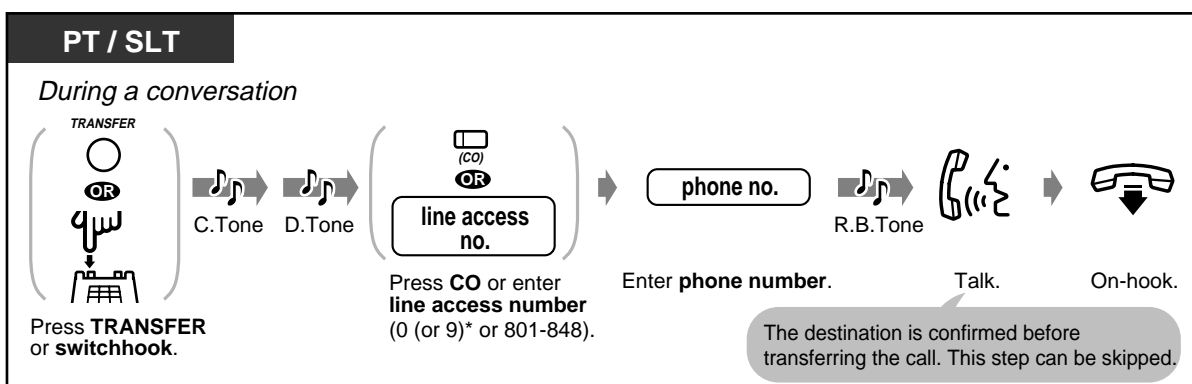 PT / SLT
During a conversation
TRANSFER
OR
C.Tone
D.Tone
(CO)
OR
line access
no.
phone no.
R.B.Tone
Press TRANSFER
or switchhook.
Press CO or enter
line access number
(0 (or 9)* or 801-848).
Enter phone number.
Talk.
On-hook.
The destination is confirmed before
transferring the call. This step can be skipped.